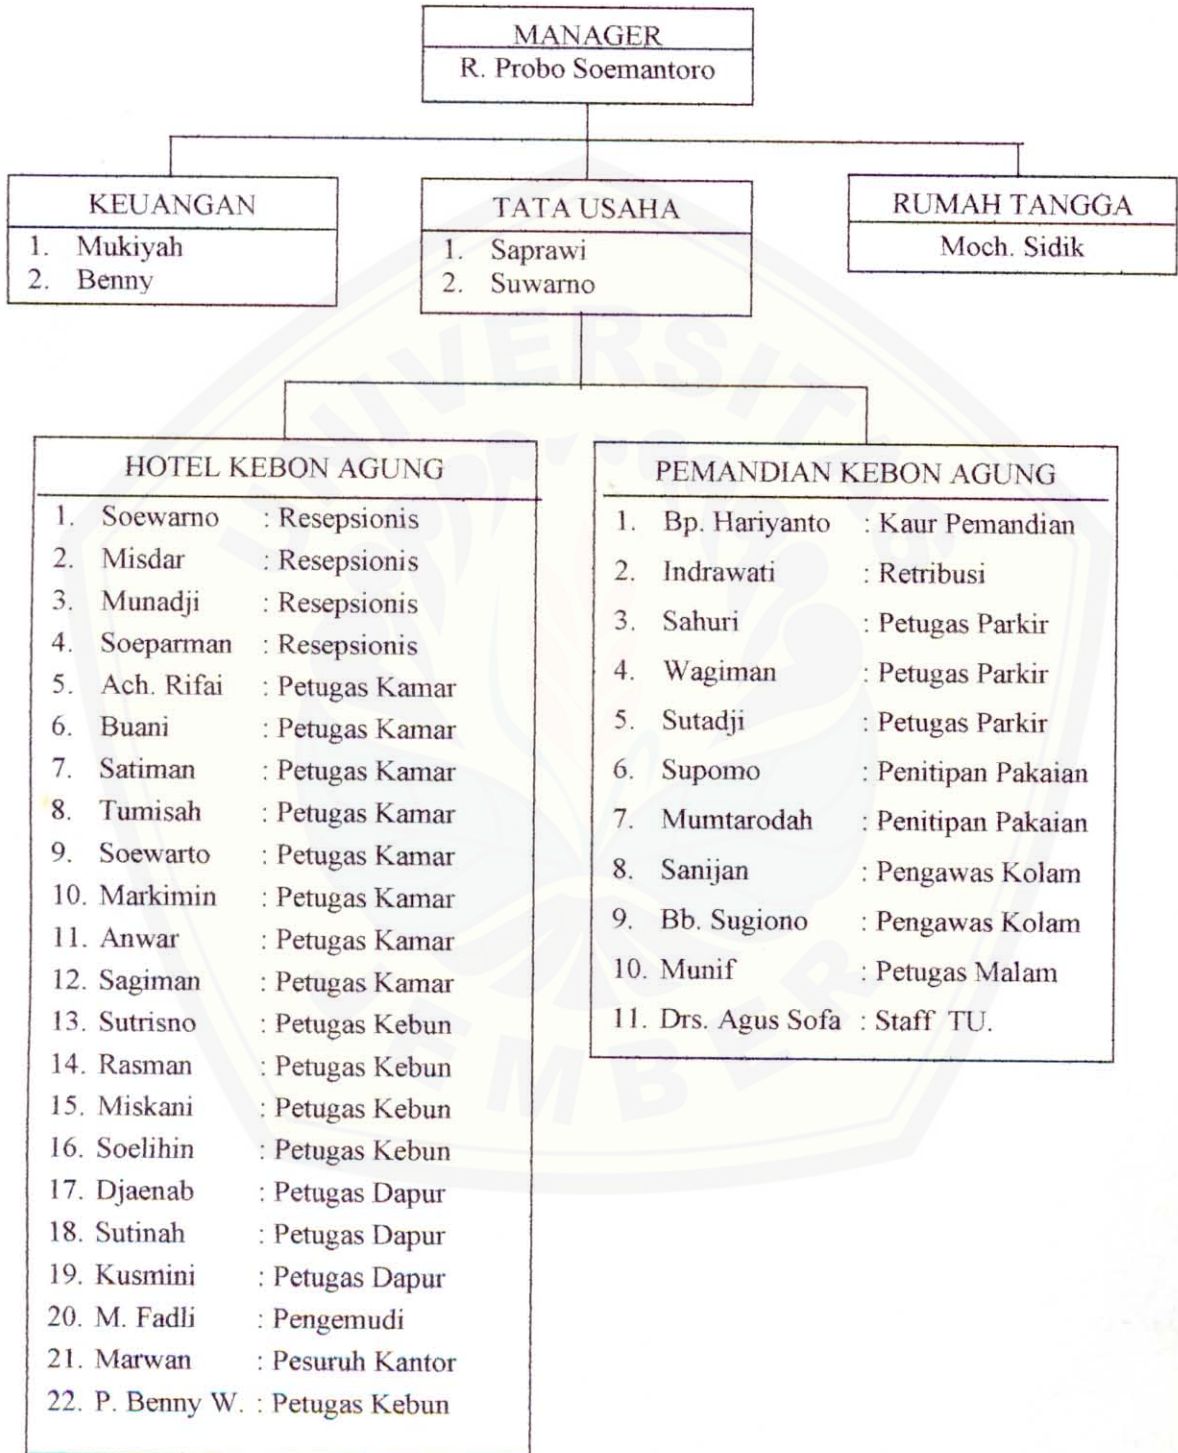 MANAGER
R. Probo Soemantoro
KEUANGAN
1. Mukiyah
2. Benny
TATA USAHA
1. Saprawi
2. Suwarno
RUMAH TANGGA
Moch. Sidik
HOTEL KEBON AGUNG
1. Soewarno : Resepsionis
2. Misdar : Resepsionis
3. Munadji : Resepsionis
4. Soeparman : Resepsionis
5. Ach. Rifai : Petugas Kamar
6. Buani : Petugas Kamar
7. Satiman : Petugas Kamar
8. Tumisah : Petugas Kamar
9. Soewarto : Petugas Kamar
10. Markimin : Petugas Kamar
11. Anwar : Petugas Kamar
12. Sagiman : Petugas Kamar
13. Sutrisno : Petugas Kebun
14. Rasman : Petugas Kebun
15. Miskani : Petugas Kebun
16. Soelihin : Petugas Kebun
17. Djaenab : Petugas Dapur
18. Sutinah : Petugas Dapur
19. Kusmini : Petugas Dapur
20. M. Fadli : Pengemudi
21. Marwan : Pesuruh Kantor
22. P. Benny W. : Petugas Kebun
PEMANDIAN KEBON AGUNG
1. Bp. Hariyanto : Kaur Pemandian
2. Indrawati : Retribusi
3. Sahuri : Petugas Parkir
4. Wagiman : Petugas Parkir
5. Sutadji : Petugas Parkir
6. Supomo : Penitipan Pakaian
7. Mumtarodah : Penitipan Pakaian
8. Sanijan : Pengawas Kolam
9. Bb. Sugiono : Pengawas Kolam
10. Munif : Petugas Malam
11. Drs. Agus Sofa : Staff TU.
UNIVERSITAS
JEMBER